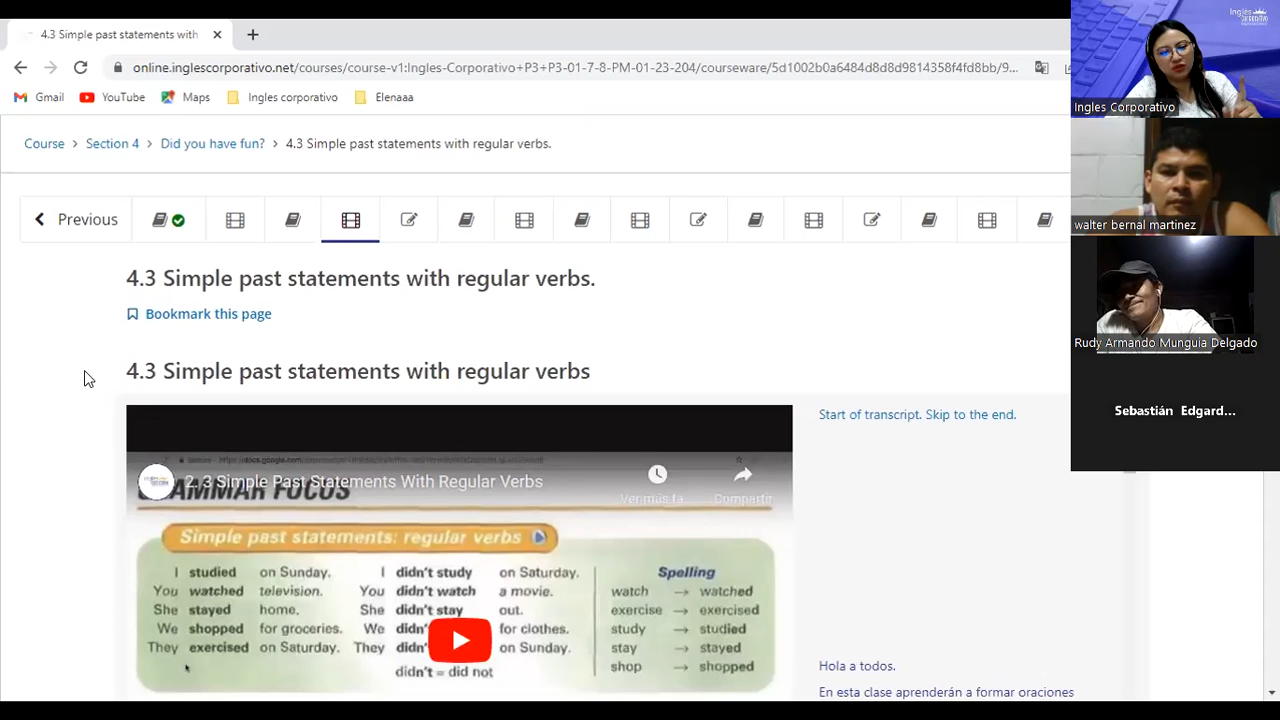 4.3 Simple past statements with
online.inglescorporativo.net/courses/course-v1:Ingles-Corporativo+P3+P3-01-7-8-PM-01-23-204/courseware/5d1002b0a6484d8d8d9814358f4fd8bb/9...
Gmail YouTube Maps Ingles corporativo Elenaaa
Course > Section 4 > Did you have fun? > 4.3 Simple past statements with regular verbs.
Previous
4.3 Simple past statements with regular verbs.
Bookmark this page
4.3 Simple past statements with regular verbs
Start of transcript. Skip to the end.
2. 3 Simple Past Statements With Regular Verbs
GRAMMAR FOCUS
Ver más ta Compartir
Simple past statements: regular verbs
I studied on Sunday. I didn't study on Saturday. Spelling
You watched television. You didn't watch a movie. watch → watched
She stayed home. She didn't stay out. exercise → exercised
We shopped for groceries. We for clothes. study → studied
They exercised on Saturday. They on Sunday. stay → stayed
didn't = did not shop → shopped
Hola a todos.
En esta clase aprenderán a formar oraciones
Ingles Corporativo
walter bernal martinez
Rudy Armando Munguia Delgado
Sebastián Edgard...